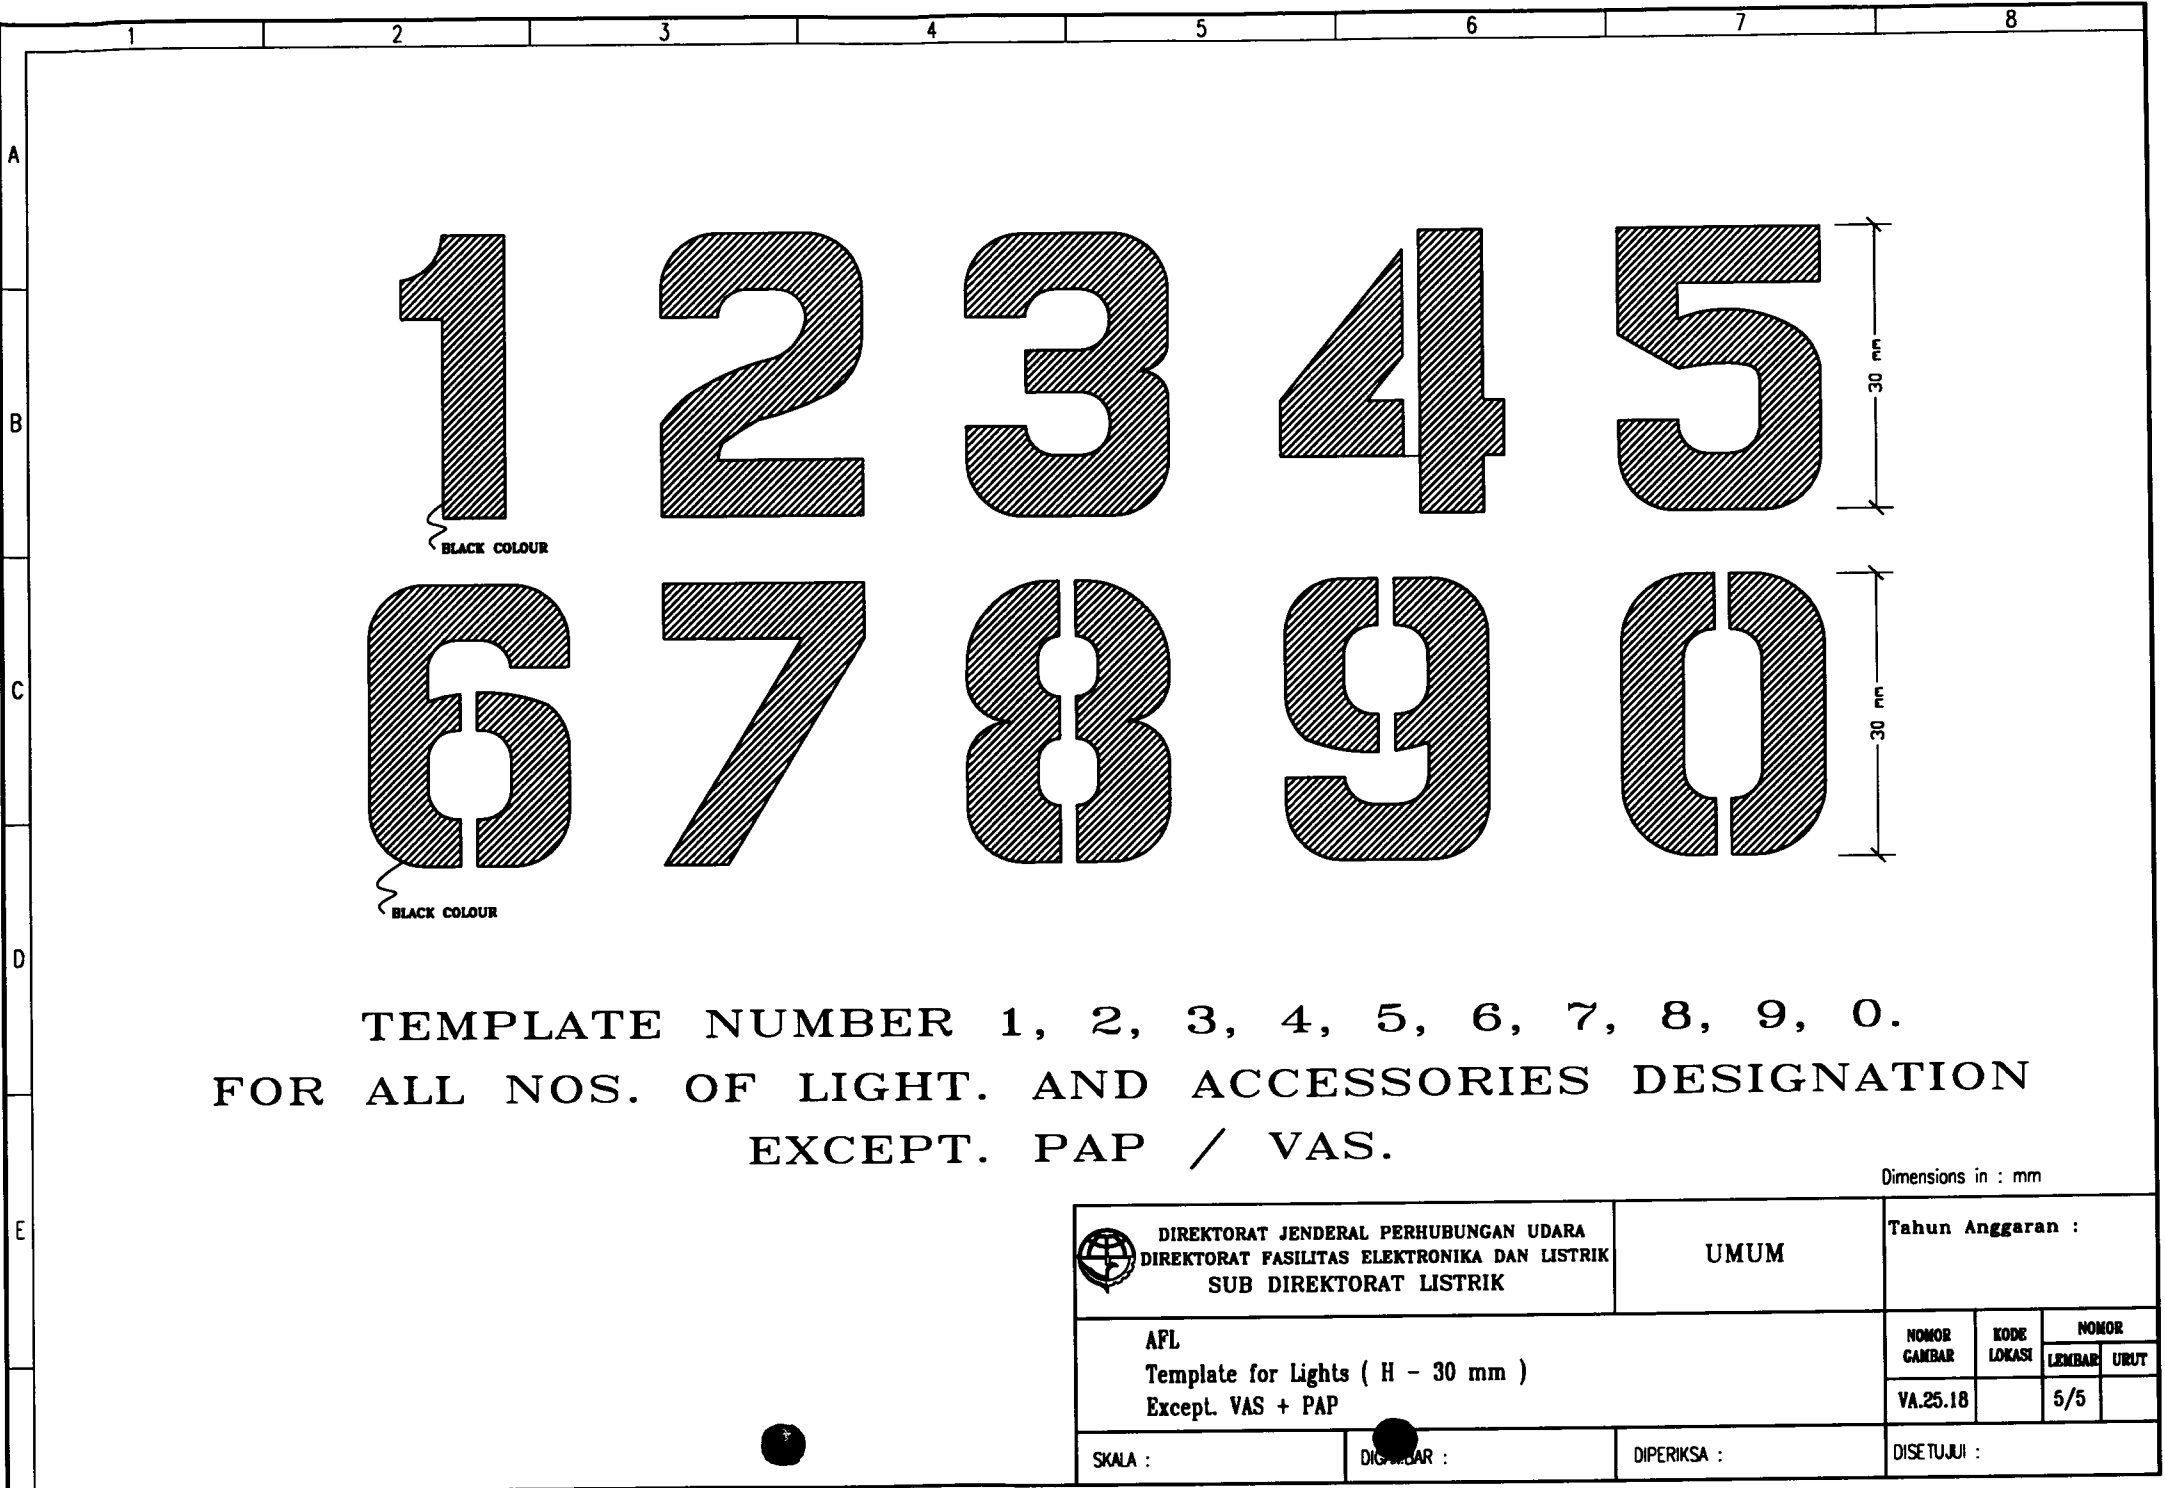 1 2 3 4 5 6 7 8
A
B
C
D
E
1 2 3 4 5
30 mm
BLACK COLOUR
6 7 8 9 0
30 mm
BLACK COLOUR
TEMPLATE NUMBER 1, 2, 3, 4, 5, 6, 7, 8, 9, 0.
FOR ALL NOS. OF LIGHT. AND ACCESSORIES DESIGNATION
EXCEPT. PAP / VAS.
Dimensions in : mm
DIREKTORAT JENDERAL PERHUBUNGAN UDARA
DIREKTORAT FASILITAS ELEKTRONIKA DAN LISTRIK
SUB DIREKTORAT LISTRIK
UMUM
Tahun Anggaran :
AFL
Template for Lights ( H - 30 mm )
Except. VAS + PAP
NOMOR GAMBAR
KODE LOKASI
NOMOR
LEMBAR URUT
VA.25.18 5/5
SKALA :
DIPERIKSA :
DISETUJUI :